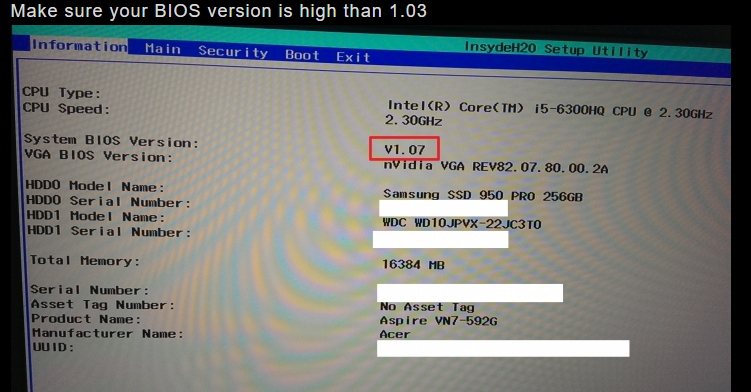 Make sure your BIOS version is high than 1.03
InsydeH20 Setup Utility
Information Main Security Boot Exit
CPU Type: Intel(R) Core(TM) i5-6300HQ CPU @ 2.30GHz
CPU Speed: 2.30GHz
System BIOS Version: V1.07
VGA BIOS Version: nVidia VGA REV82.07.80.00.2A
HDD0 Model Name: Samsung SSD 950 PRO 256GB
HDD0 Serial Number:
HDD1 Model Name: WDC WD10JPVX-22JC3T0
HDD1 Serial Number:
Total Memory: 16384 MB
Serial Number:
Asset Tag Number: No Asset Tag
Product Name: Aspire VN7-592G
Manufacturer Name: Acer
UUID: